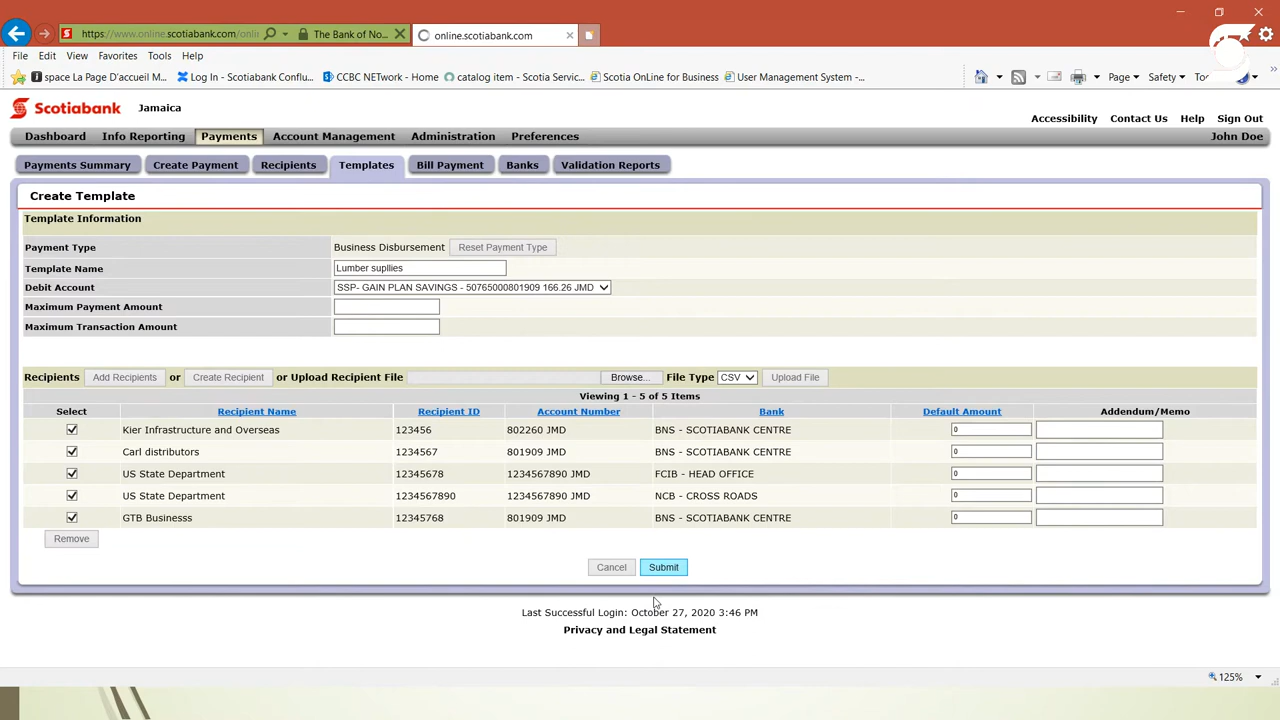 https://www.online.scotiabank.com/onli
The Bank of No...
online.scotiabank.com
File Edit View Favorites Tools Help
space La Page D'accueil M... Log In - Scotiabank Conflu... CCBC NETwork - Home catalog item - Scotia Servic... Scotia OnLine for Business User Management System -... Page Safety
Scotiabank Jamaica
Accessibility Contact Us Help Sign Out
Dashboard Info Reporting Payments Account Management Administration Preferences John Doe
Payments Summary Create Payment Recipients Templates Bill Payment Banks Validation Reports
Create Template
Template Information
Payment Type Business Disbursement Reset Payment Type
Template Name Lumber supllies
Debit Account SSP- GAIN PLAN SAVINGS - 50765000801909 166.26 JMD
Maximum Payment Amount
Maximum Transaction Amount
Recipients Add Recipients or Create Recipient or Upload Recipient File Browse... File Type CSV Upload File
Viewing 1 - 5 of 5 Items
Select Recipient Name Recipient ID Account Number Bank Default Amount Addendum/Memo
Kier Infrastructure and Overseas 123456 802260 JMD BNS - SCOTIABANK CENTRE 0
Carl distributors 1234567 801909 JMD BNS - SCOTIABANK CENTRE 0
US State Department 12345678 1234567890 JMD FCIB - HEAD OFFICE 0
US State Department 1234567890 1234567890 JMD NCB - CROSS ROADS 0
GTB Businesss 12345768 801909 JMD BNS - SCOTIABANK CENTRE 0
Remove
Cancel Submit
Last Successful Login: October 27, 2020 3:46 PM
Privacy and Legal Statement
125%